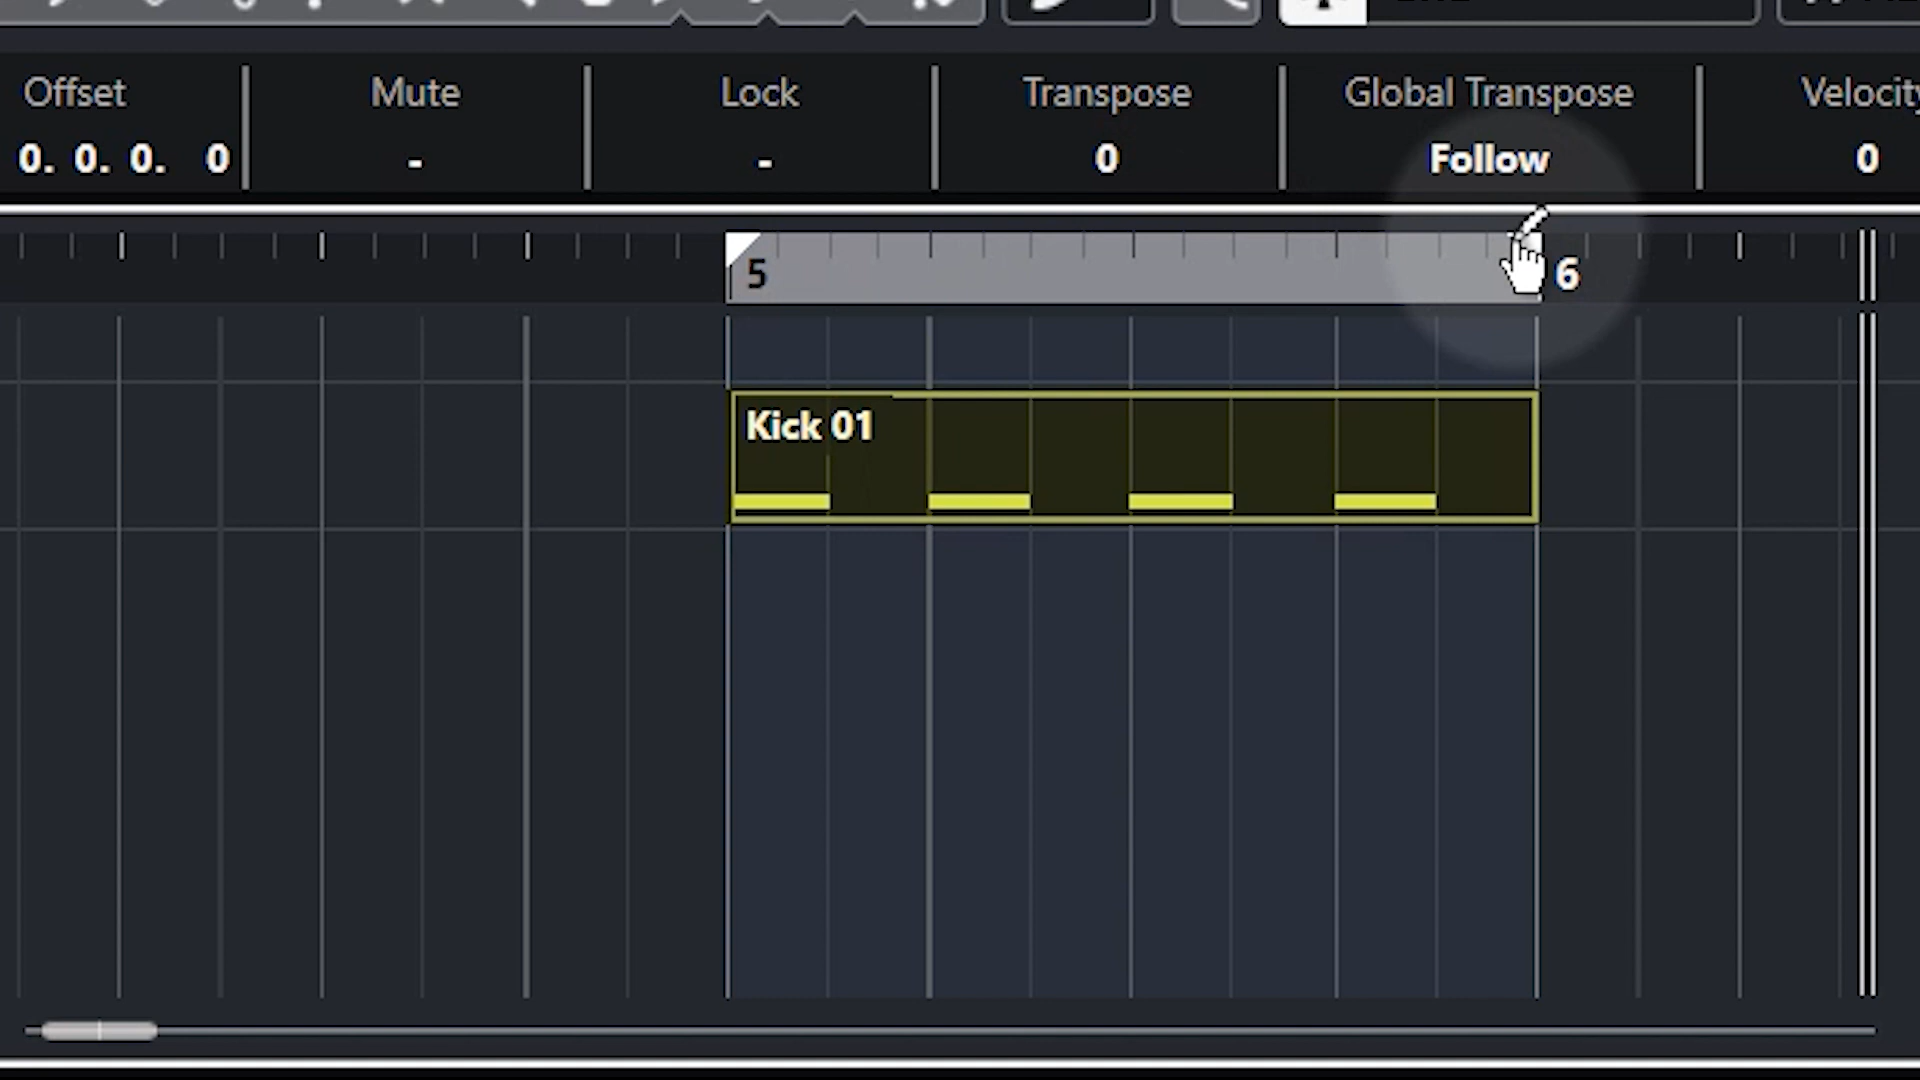 Offset Mute Lock Transpose Global Transpose Velocity
0. 0. 0. 0 - - 0 Follow 0
5 6
Kick 01